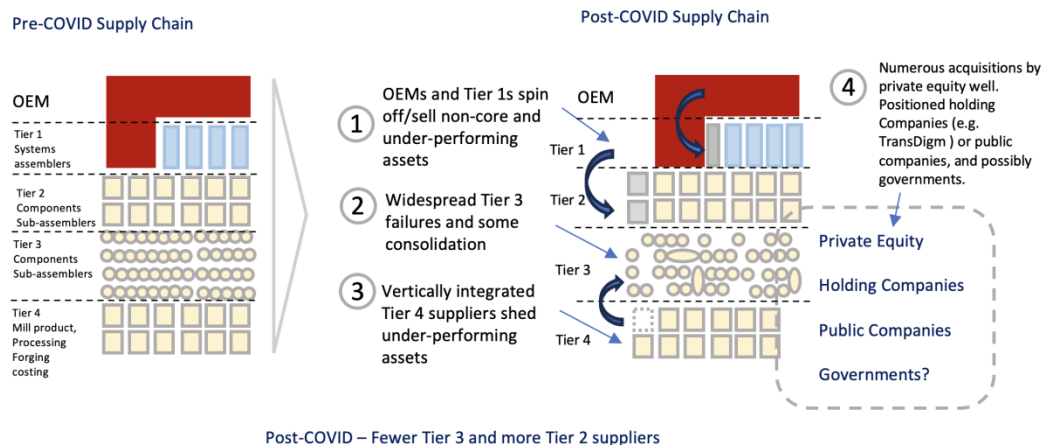 Pre-COVID Supply Chain
OEM
Tier 1
Systems
assemblers
Tier 2
Components
Sub-assemblers
Tier 3
Components
Sub-assemblers
Tier 4
Mill product,
Processing
Forging
costing
1
OEMs and Tier 1s spin
off/sell non-core and
under-performing
assets
2
Widespread Tier 3
failures and some
consolidation
3
Vertically integrated
Tier 4 suppliers shed
under-performing
assets
Post-COVID Supply Chain
OEM
Tier 1
Tier 2
Tier 3
Tier 4
4
Numerous acquisitions by
private equity well.
Positioned holding
Companies (e.g.
TransDigm ) or public
companies, and possibly
governments.
Private Equity
Holding Companies
Public Companies
Governments?
Post-COVID – Fewer Tier 3 and more Tier 2 suppliers